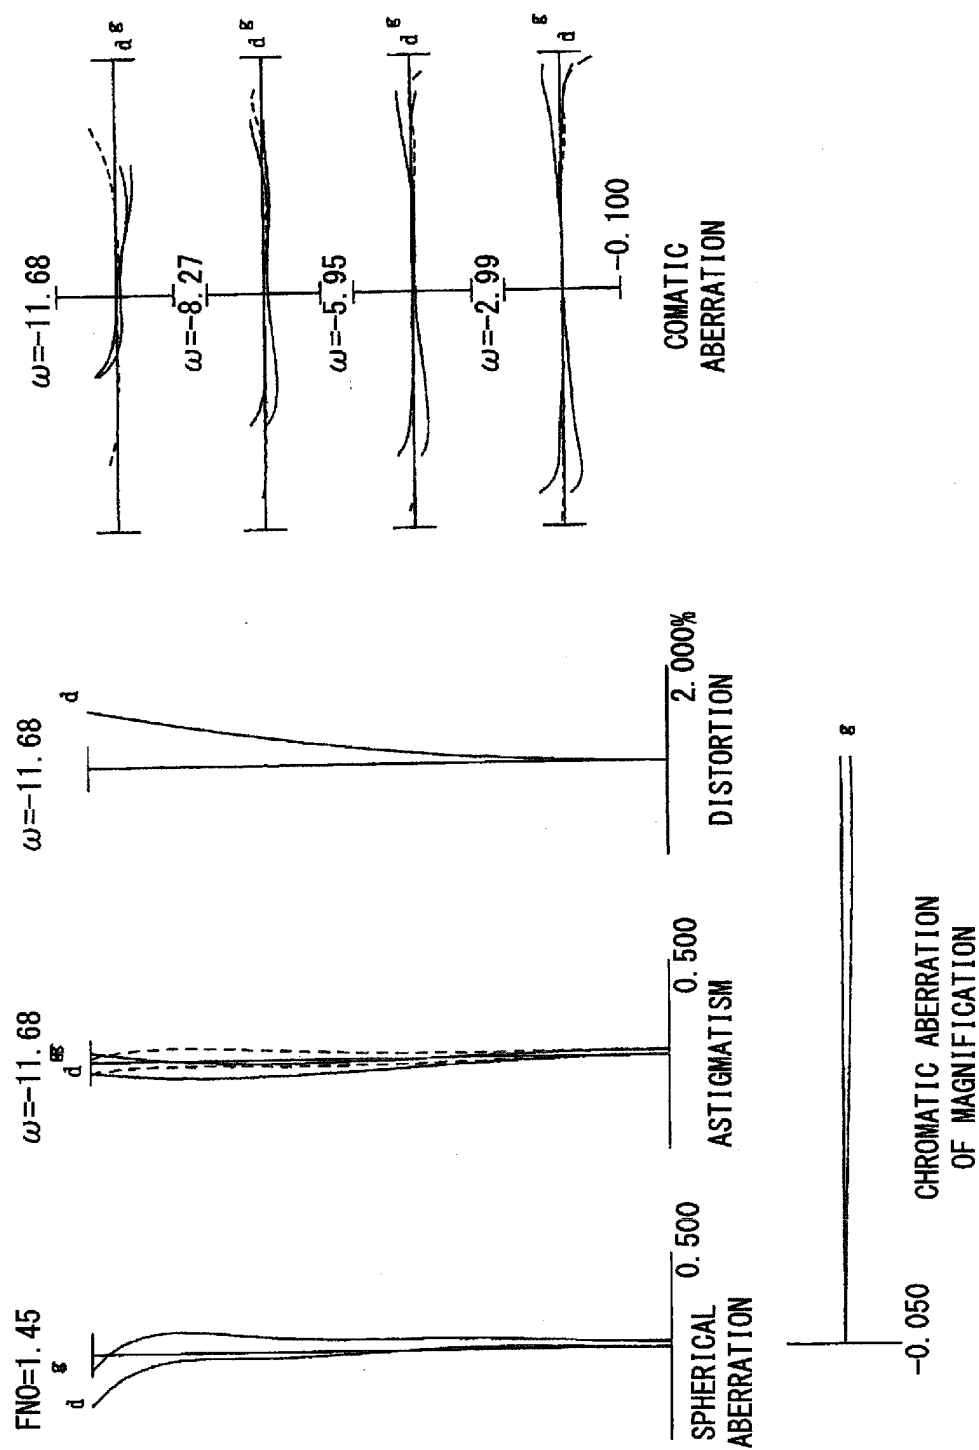 FNO=1.45
d
g
0.500
SPHERICAL
ABERRATION
ω=-11.68
d
g
0.500
ASTIGMATISM
ω=-11.68
d
2.000%
DISTORTION
ω=-11.68
d g
ω=-8.27
d g
ω=-5.95
d g
ω=-2.99
d g
-0.100
COMATIC
ABERRATION
g
-0.050
CHROMATIC ABERRATION
OF MAGNIFICATION